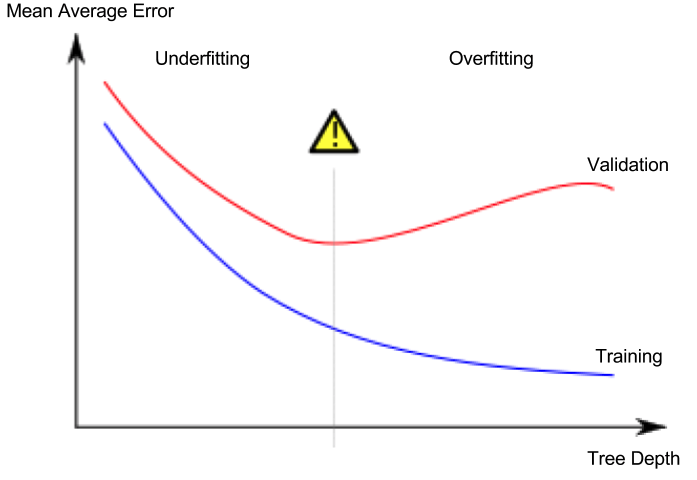 Mean Average Error
Underfitting
Overfitting
!
Validation
Training
Tree Depth